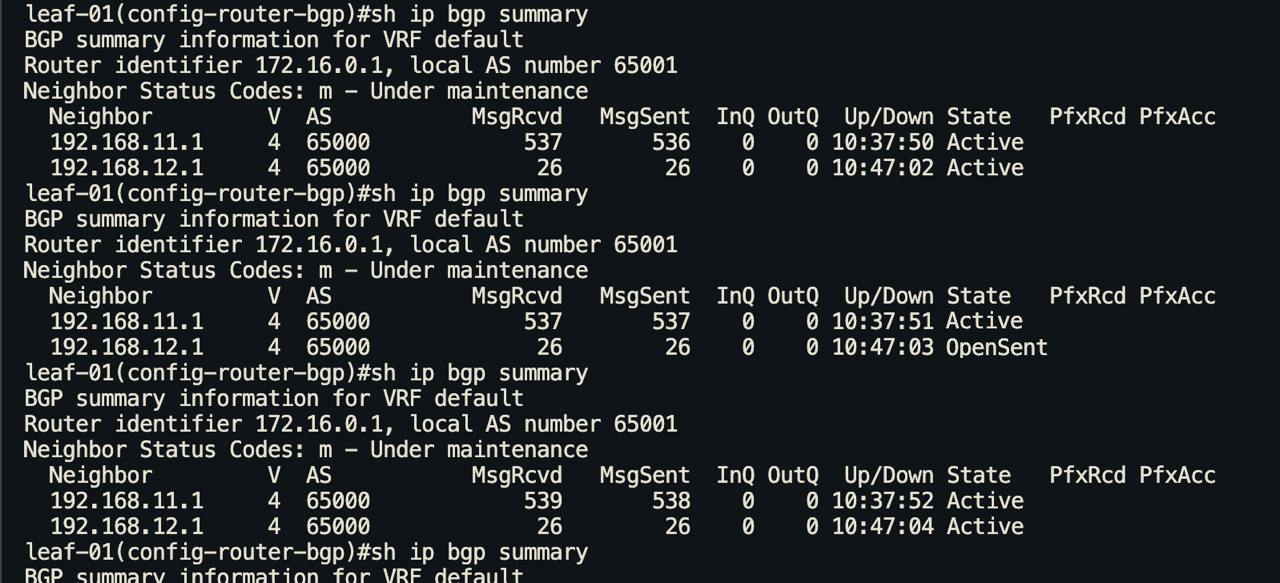 leaf-01(config-router-bgp)#sh ip bgp summary
BGP summary information for VRF default
Router identifier 172.16.0.1, local AS number 65001
Neighbor Status Codes: m - Under maintenance
  Neighbor         V  AS           MsgRcvd   MsgSent  InQ OutQ  Up/Down State   PfxRcd PfxAcc
  192.168.11.1     4  65000            537       536    0    0 10:37:50 Active
  192.168.12.1     4  65000             26        26    0    0 10:47:02 Active
leaf-01(config-router-bgp)#sh ip bgp summary
BGP summary information for VRF default
Router identifier 172.16.0.1, local AS number 65001
Neighbor Status Codes: m - Under maintenance
  Neighbor         V  AS           MsgRcvd   MsgSent  InQ OutQ  Up/Down State   PfxRcd PfxAcc
  192.168.11.1     4  65000            537       537    0    0 10:37:51 Active
  192.168.12.1     4  65000             26        26    0    0 10:47:03 OpenSent
leaf-01(config-router-bgp)#sh ip bgp summary
BGP summary information for VRF default
Router identifier 172.16.0.1, local AS number 65001
Neighbor Status Codes: m - Under maintenance
  Neighbor         V  AS           MsgRcvd   MsgSent  InQ OutQ  Up/Down State   PfxRcd PfxAcc
  192.168.11.1     4  65000            539       538    0    0 10:37:52 Active
  192.168.12.1     4  65000             26        26    0    0 10:47:04 Active
leaf-01(config-router-bgp)#sh ip bgp summary
BGP summary information for VRF default